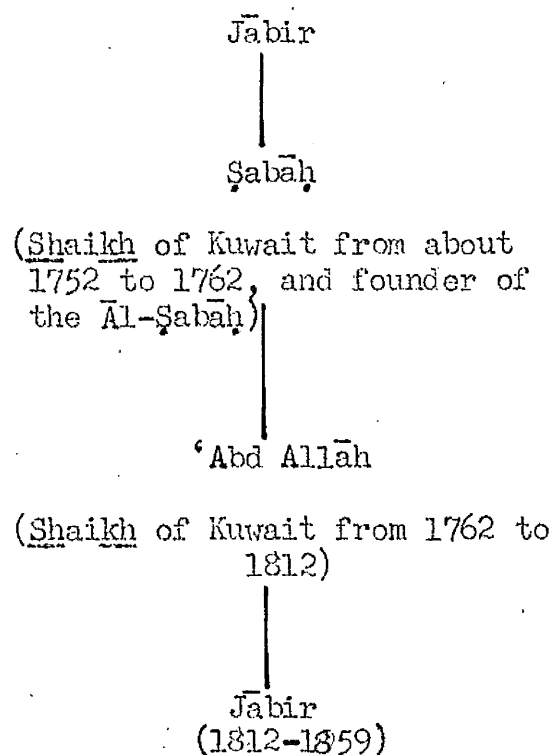 Jābir
Ṣabāḥ
(Shaikh of Kuwait from about
1752 to 1762, and founder of
the Āl-Ṣabāḥ)
‘Abd Allāh
(Shaikh of Kuwait from 1762 to
1812)
Jābir
(1812-1859)